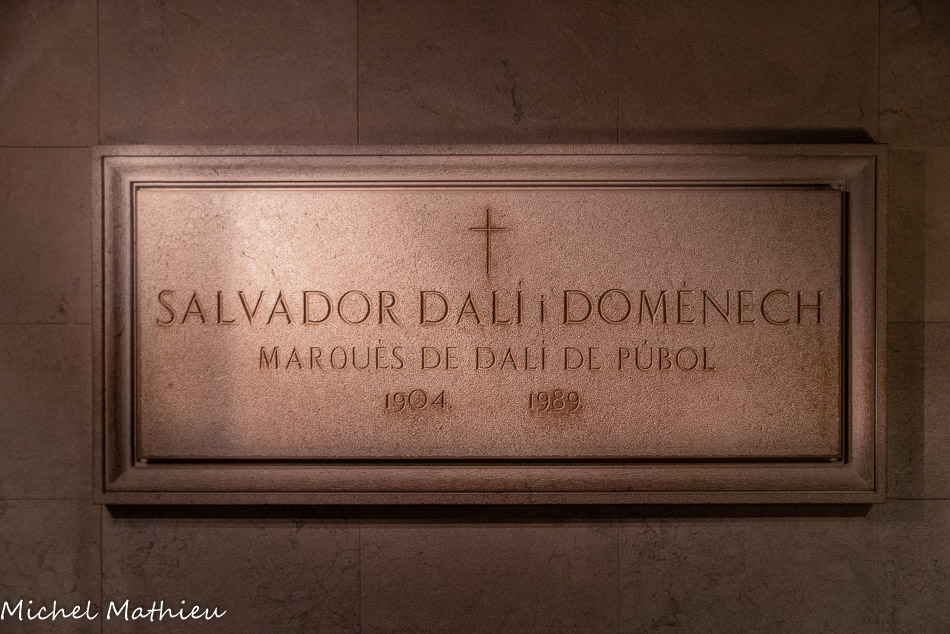 SALVADOR DALÍ i DOMÈNECH
MARQUÈS DE DALÍ DE PÚBOL
1904. 1989.
Michel Mathieu